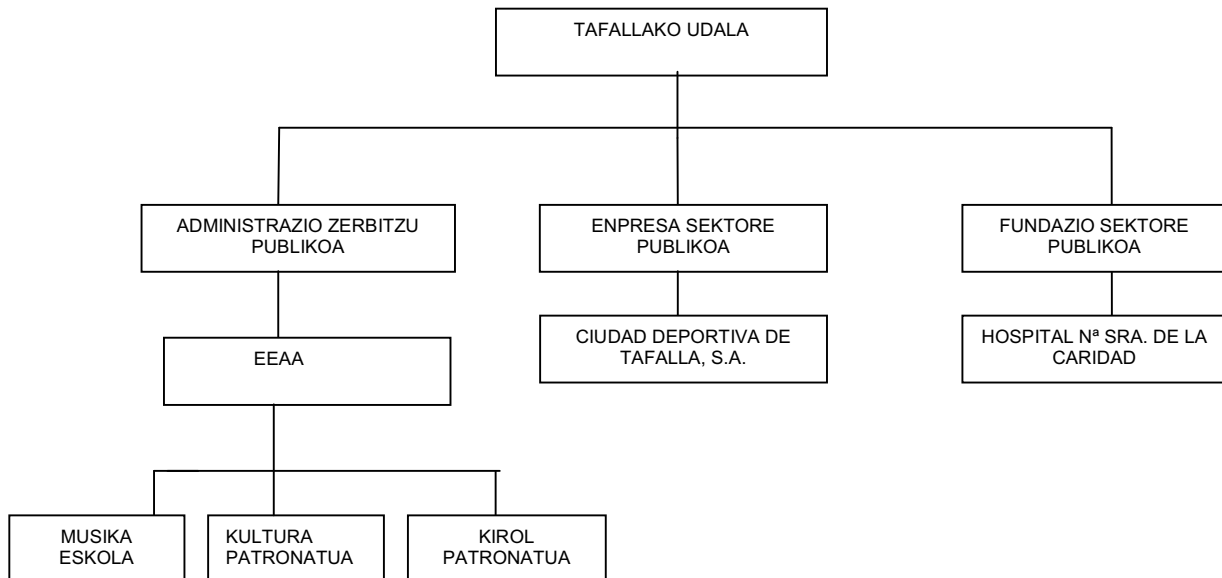 TAFALLAKO UDALA
ADMINISTRAZIO ZERBITZU
PUBLIKOA
ENPRESA SEKTORE
PUBLIKOA
FUNDAZIO SEKTORE
PUBLIKOA
EEAA
CIUDAD DEPORTIVA DE
TAFALLA, S.A.
HOSPITAL Nª SRA. DE LA
CARIDAD
MUSIKA
ESKOLA
KULTURA
PATRONATUA
KIROL
PATRONATUA